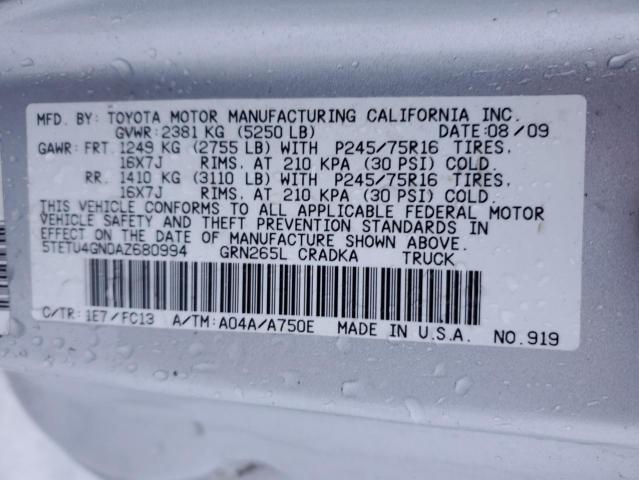 MFD. BY: TOYOTA MOTOR MANUFACTURING CALIFORNIA INC.
GVWR: 2381 KG (5250 LB) DATE: 08/09
GAWR: FRT. 1249 KG (2755 LB) WITH P245/75R16 TIRES,
16X7J RIMS, AT 210 KPA (30 PSI) COLD.
RR. 1410 KG (3110 LB) WITH P245/75R16 TIRES,
16X7J RIMS, AT 210 KPA (30 PSI) COLD.
THIS VEHICLE CONFORMS TO ALL APPLICABLE FEDERAL MOTOR
VEHICLE SAFETY AND THEFT PREVENTION STANDARDS IN
EFFECT ON THE DATE OF MANUFACTURE SHOWN ABOVE.
5TETU4GN0AZ680994 GRN265L CRADKA TRUCK
C/TR: 1E7/FC13 A/TM: A04A/A750E MADE IN U.S.A. NO.919